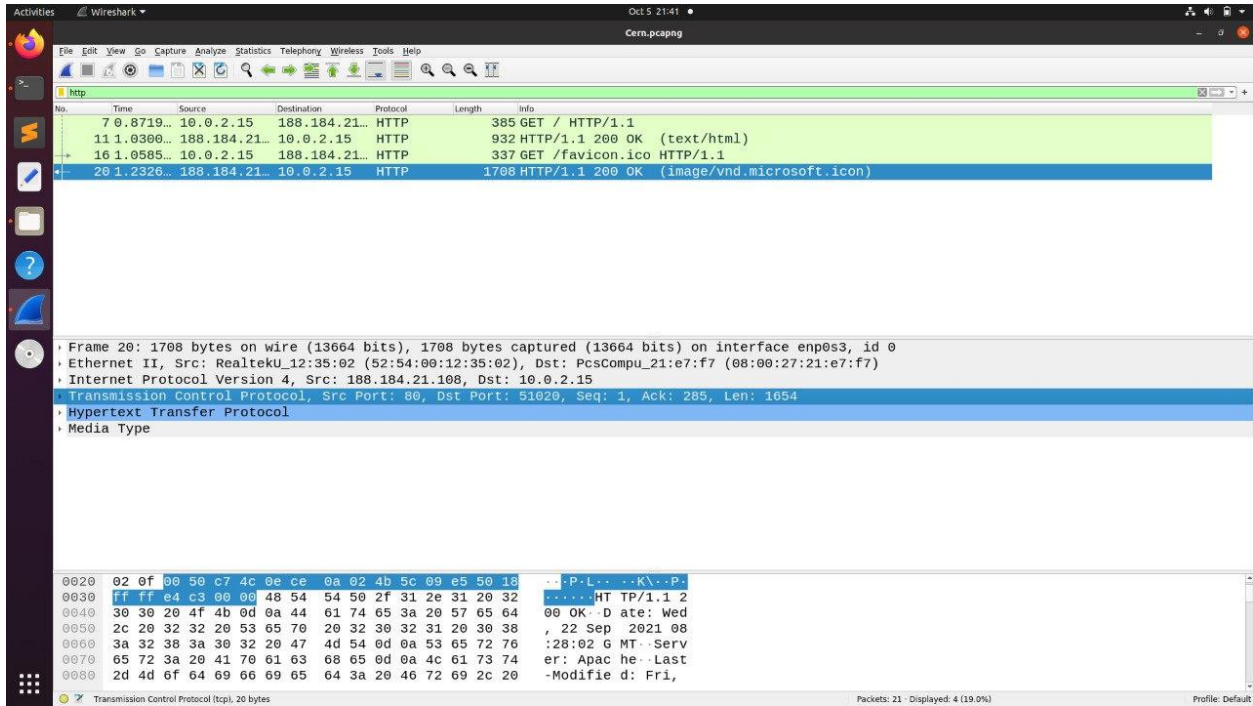 Activities Wireshark Oct 5 21:41
Cern.pcapng
File Edit View Go Capture Analyze Statistics Telephony Wireless Tools Help
http
No. Time Source Destination Protocol Length Info
7 0.8719… 10.0.2.15 188.184.21… HTTP 385 GET / HTTP/1.1
11 1.0300… 188.184.21… 10.0.2.15 HTTP 932 HTTP/1.1 200 OK (text/html)
16 1.0585… 10.0.2.15 188.184.21… HTTP 337 GET /favicon.ico HTTP/1.1
20 1.2326… 188.184.21… 10.0.2.15 HTTP 1708 HTTP/1.1 200 OK (image/vnd.microsoft.icon)
Frame 20: 1708 bytes on wire (13664 bits), 1708 bytes captured (13664 bits) on interface enp0s3, id 0
Ethernet II, Src: RealtekU_12:35:02 (52:54:00:12:35:02), Dst: PcsCompu_21:e7:f7 (08:00:27:21:e7:f7)
Internet Protocol Version 4, Src: 188.184.21.108, Dst: 10.0.2.15
Transmission Control Protocol, Src Port: 80, Dst Port: 51020, Seq: 1, Ack: 285, Len: 1654
Hypertext Transfer Protocol
Media Type
0020 02 0f 00 50 c7 4c 0e ce 0a 02 4b 5c 09 e5 50 18 ···P·L·· ··K\··P·
0030 ff ff e4 c3 00 00 48 54 54 50 2f 31 2e 31 20 32 ······HT TP/1.1 2
0040 30 30 20 4f 4b 0d 0a 44 61 74 65 3a 20 57 65 64 00 OK··D ate: Wed
0050 2c 20 32 32 20 53 65 70 20 32 30 32 31 20 30 38 , 22 Sep 2021 08
0060 3a 32 38 3a 30 32 20 47 4d 54 0d 0a 53 65 72 76 :28:02 G MT··Serv
0070 65 72 3a 20 41 70 61 63 68 65 0d 0a 4c 61 73 74 er: Apac he··Last
0080 2d 4d 6f 64 69 66 69 65 64 3a 20 46 72 69 2c 20 -Modifie d: Fri,
Transmission Control Protocol (tcp), 20 bytes Packets: 21 · Displayed: 4 (19.0%) Profile: Default